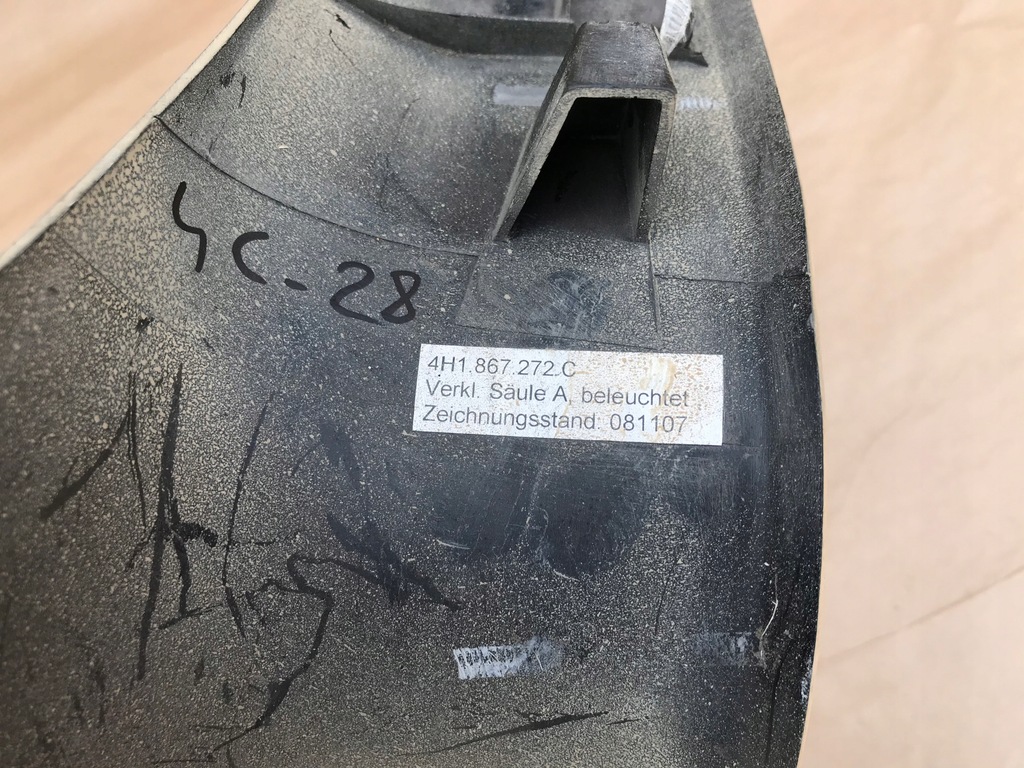 SC-28
4H1.867.272.C
Verkl. Säule A, beleuchtet
Zeichnungsstand: 081107